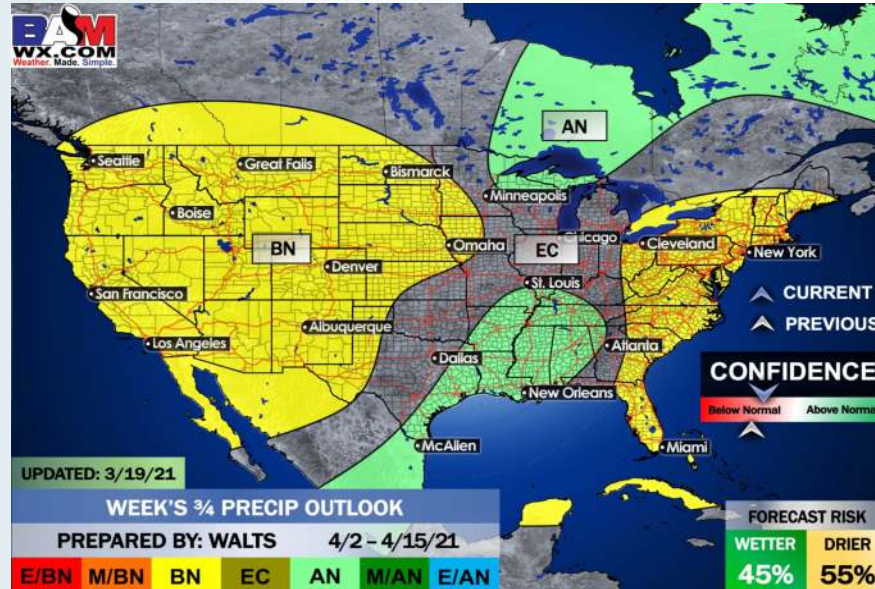 BAM
WX.COM
Weather. Made. Simple.
AN
Seattle
Great Falls
Bismarck
Minneapolis
Boise
BN
Omaha
EC
Chicago
Cleveland
New York
Denver
St. Louis
San Francisco
CURRENT
PREVIOUS
Albuquerque
Los Angeles
Dallas
Atlanta
CONFIDENCE
New Orleans
Below Normal
Above Norma
McAllen
Miami
UPDATED: 3/19/21
WEEK'S ¾ PRECIP OUTLOOK
PREPARED BY: WALTS 4/2 – 4/15/21
E/BN M/BN BN EC AN M/AN E/AN
FORECAST RISK
WETTER DRIER
45% 55%